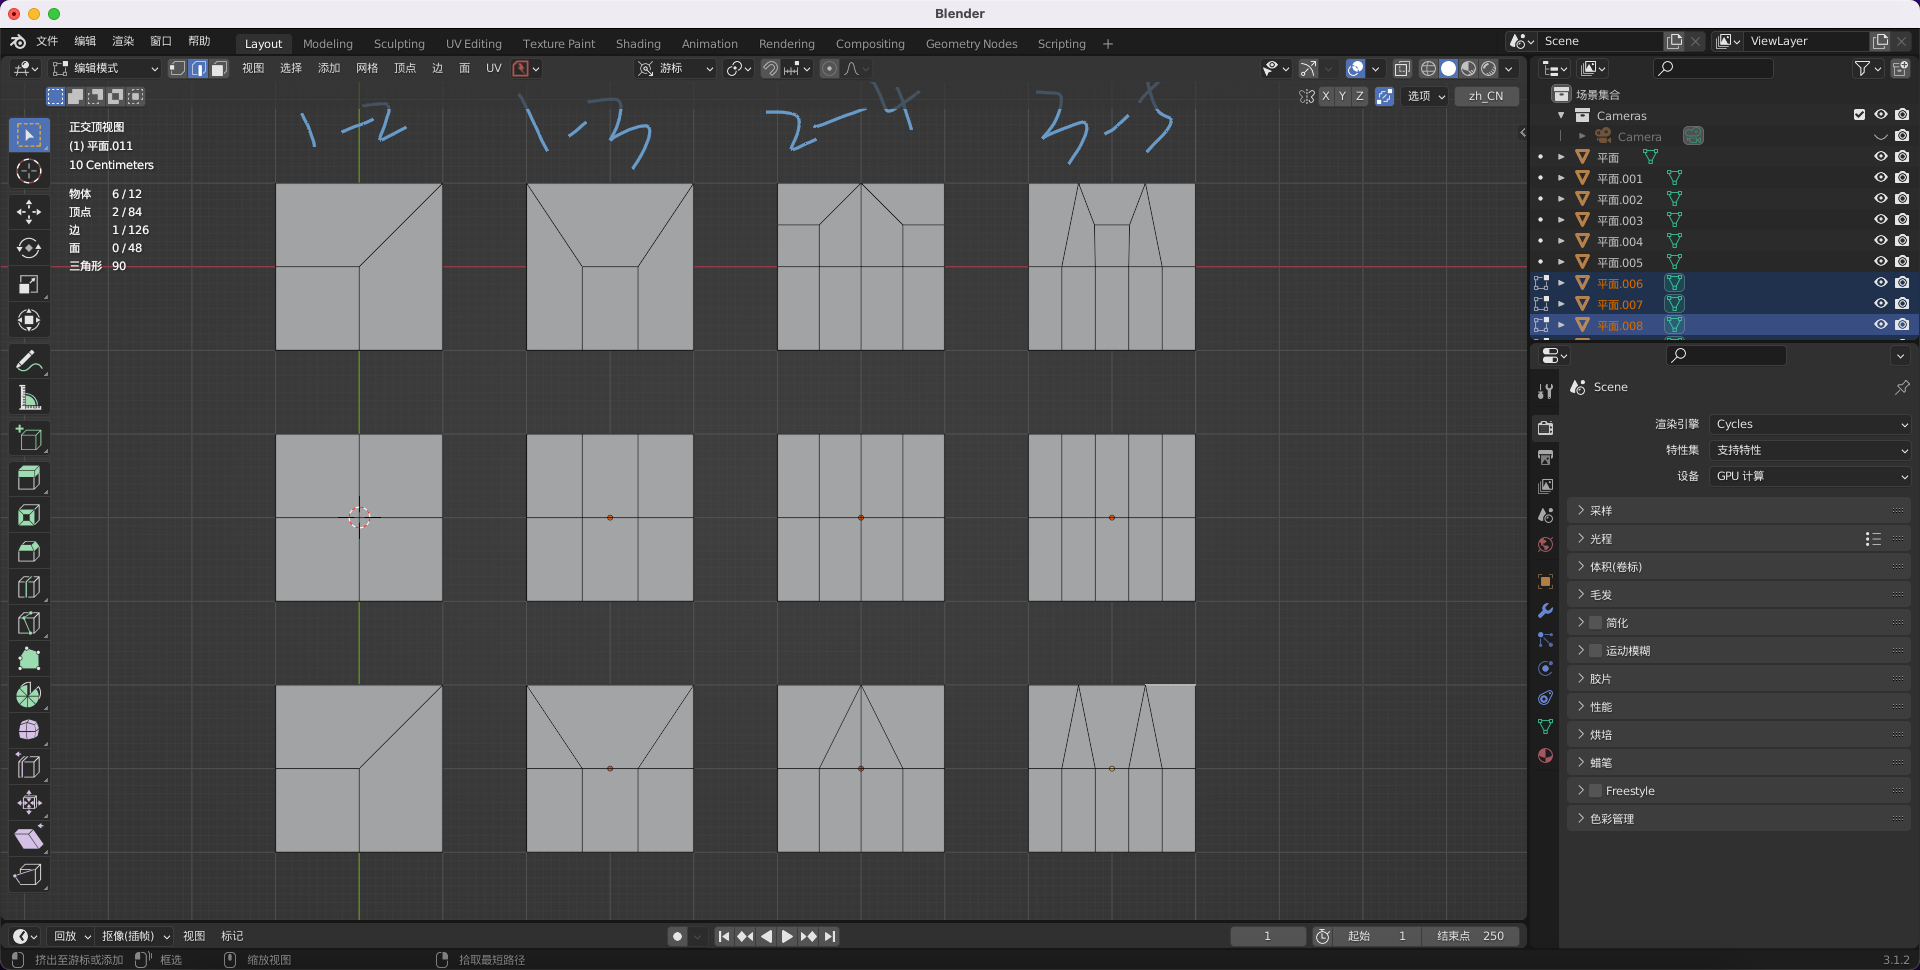 Blender
文件 编辑 渲染 窗口 帮助 Layout Modeling Sculpting UV Editing Texture Paint Shading Animation Rendering Compositing Geometry Nodes Scripting + Scene ViewLayer
编辑模式 视图 选择 添加 网格 顶点 边 面 UV 游标
X Y Z 选项 zh_CN
1-2 1-3 2-4 3-5
正交顶视图
(1) 平面.011
10 Centimeters
物体 6 / 12
顶点 2 / 84
边 1 / 126
面 0 / 48
三角形 90
场景集合
Cameras
Camera
平面
平面.001
平面.002
平面.003
平面.004
平面.005
平面.006
平面.007
平面.008
Scene
渲染引擎 Cycles
特性集 支持特性
设备 GPU 计算
采样
光程
体积(卷标)
毛发
简化
运动模糊
胶片
性能
烘培
蜡笔
Freestyle
色彩管理
回放 抠像(插帧) 视图 标记 1 起始 1 结束点 250
挤出至游标或添加 框选 缩放视图 拾取最短路径 3.1.2